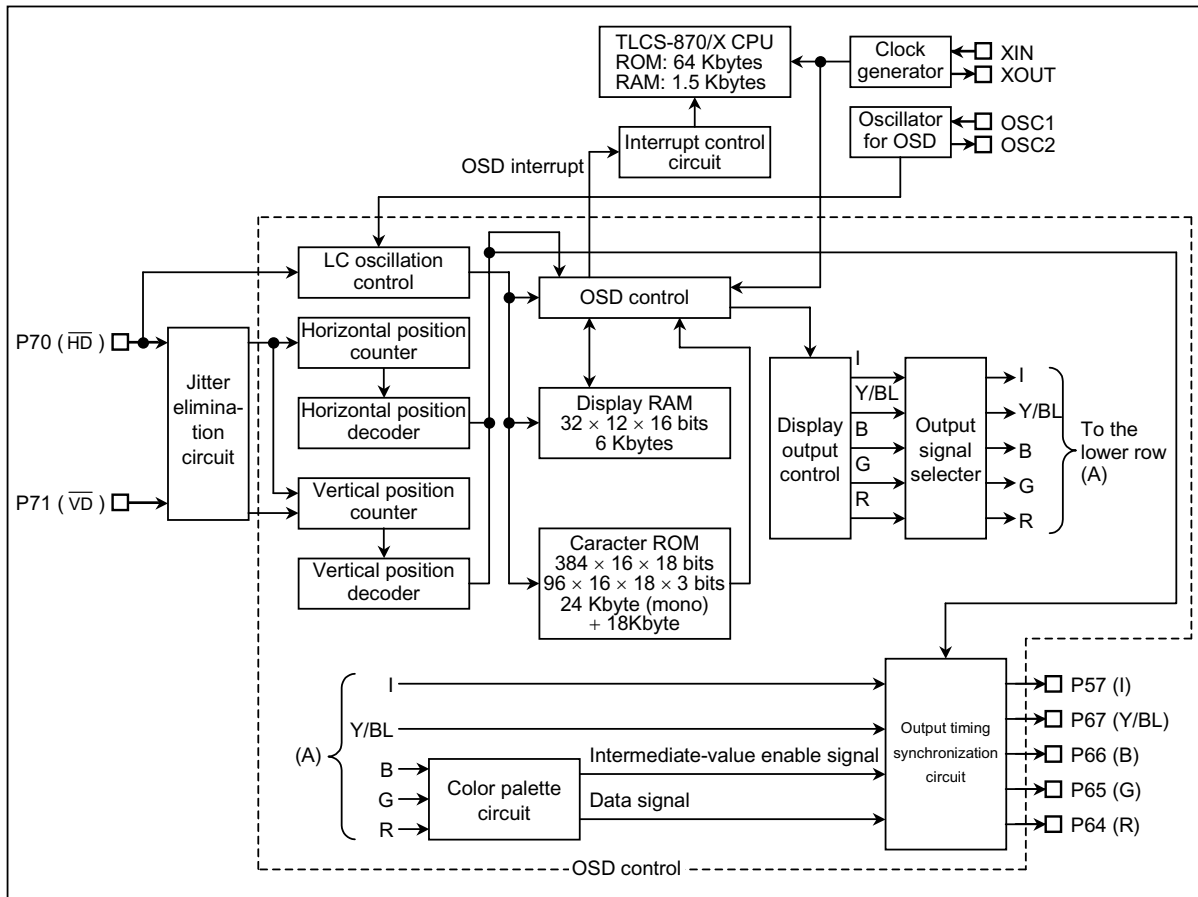 TLCS-870/X CPU
ROM: 64 Kbytes
RAM: 1.5 Kbytes
Clock
generator
XIN
XOUT
Oscillator
for OSD
OSC1
OSC2
Interrupt control
circuit
OSD interrupt
LC oscillation
control
OSD control
P70 (HD)
Jitter
elimina-
tion
circuit
P71 (VD)
Horizontal position
counter
Horizontal position
decoder
Vertical position
counter
Vertical position
decoder
Display RAM
32 × 12 × 16 bits
6 Kbytes
Caracter ROM
384 × 16 × 18 bits
96 × 16 × 18 × 3 bits
24 Kbyte (mono)
+ 18Kbyte
Display
output
control
I
Y/BL
B
G
R
Output
signal
selecter
I
Y/BL
B
G
R
To the
lower row
(A)
(A)
I
Y/BL
B
G
R
Color palette
circuit
Intermediate-value enable signal
Data signal
Output timing
synchronization
circuit
P57 (I)
P67 (Y/BL)
P66 (B)
P65 (G)
P64 (R)
OSD control